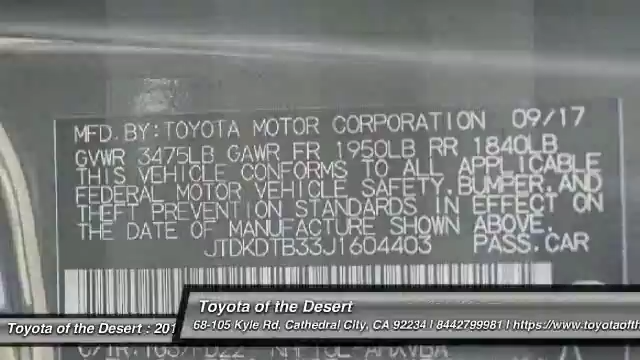 MFD. BY: TOYOTA MOTOR CORPORATION 09/17
GVWR 3475LB GAWR FR 1950LB RR 1840LB
THIS VEHICLE CONFORMS TO ALL APPLICABLE
FEDERAL MOTOR VEHICLE SAFETY, BUMPER, AND
THEFT PREVENTION STANDARDS IN EFFECT ON
THE DATE OF MANUFACTURE SHOWN ABOVE.
JTDKDTB33J1604403 PASS.CAR
Toyota of the Desert
Toyota of the Desert : 201
68-105 Kyle Rd. Cathedral City, CA 92234 | 8442799981 | https://www.toyotaofth